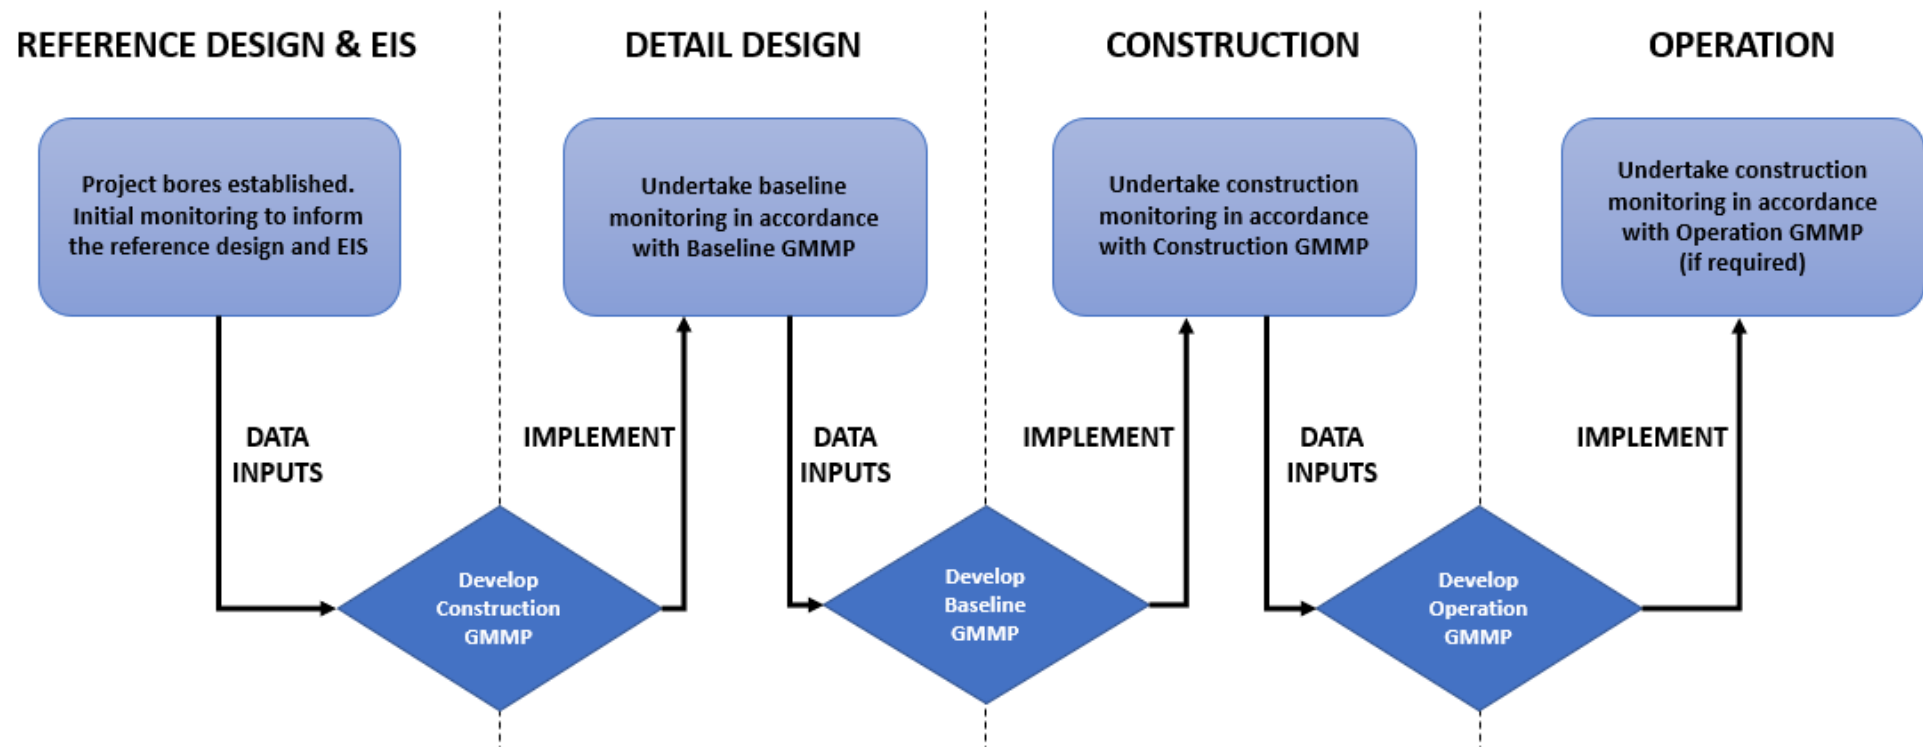 REFERENCE DESIGN & EIS
DETAIL DESIGN
CONSTRUCTION
OPERATION
Project bores established.
Initial monitoring to inform
the reference design and EIS
Undertake baseline
monitoring in accordance
with Baseline GMMP
Undertake construction
monitoring in accordance
with Construction GMMP
Undertake construction
monitoring in accordance
with Operation GMMP
(if required)
DATA
INPUTS
IMPLEMENT
DATA
INPUTS
IMPLEMENT
DATA
INPUTS
IMPLEMENT
Develop
Construction
GMMP
Develop
Baseline
GMMP
Develop
Operation
GMMP